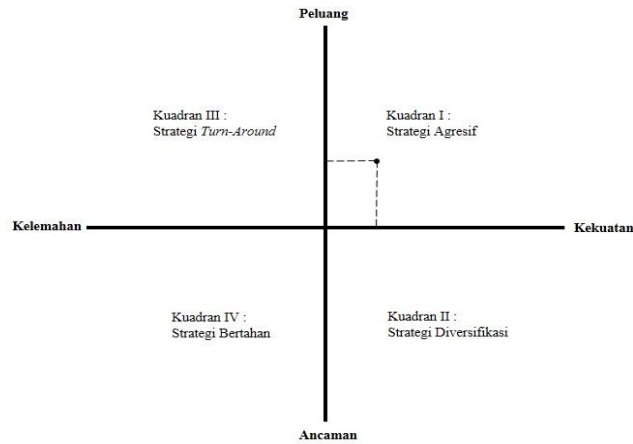 Peluang
Kuadran III :
Strategi Turn-Around
Kuadran I :
Strategi Agresif
Kelemahan
Kekuatan
Kuadran IV :
Strategi Bertahan
Kuadran II :
Strategi Diversifikasi
Ancaman